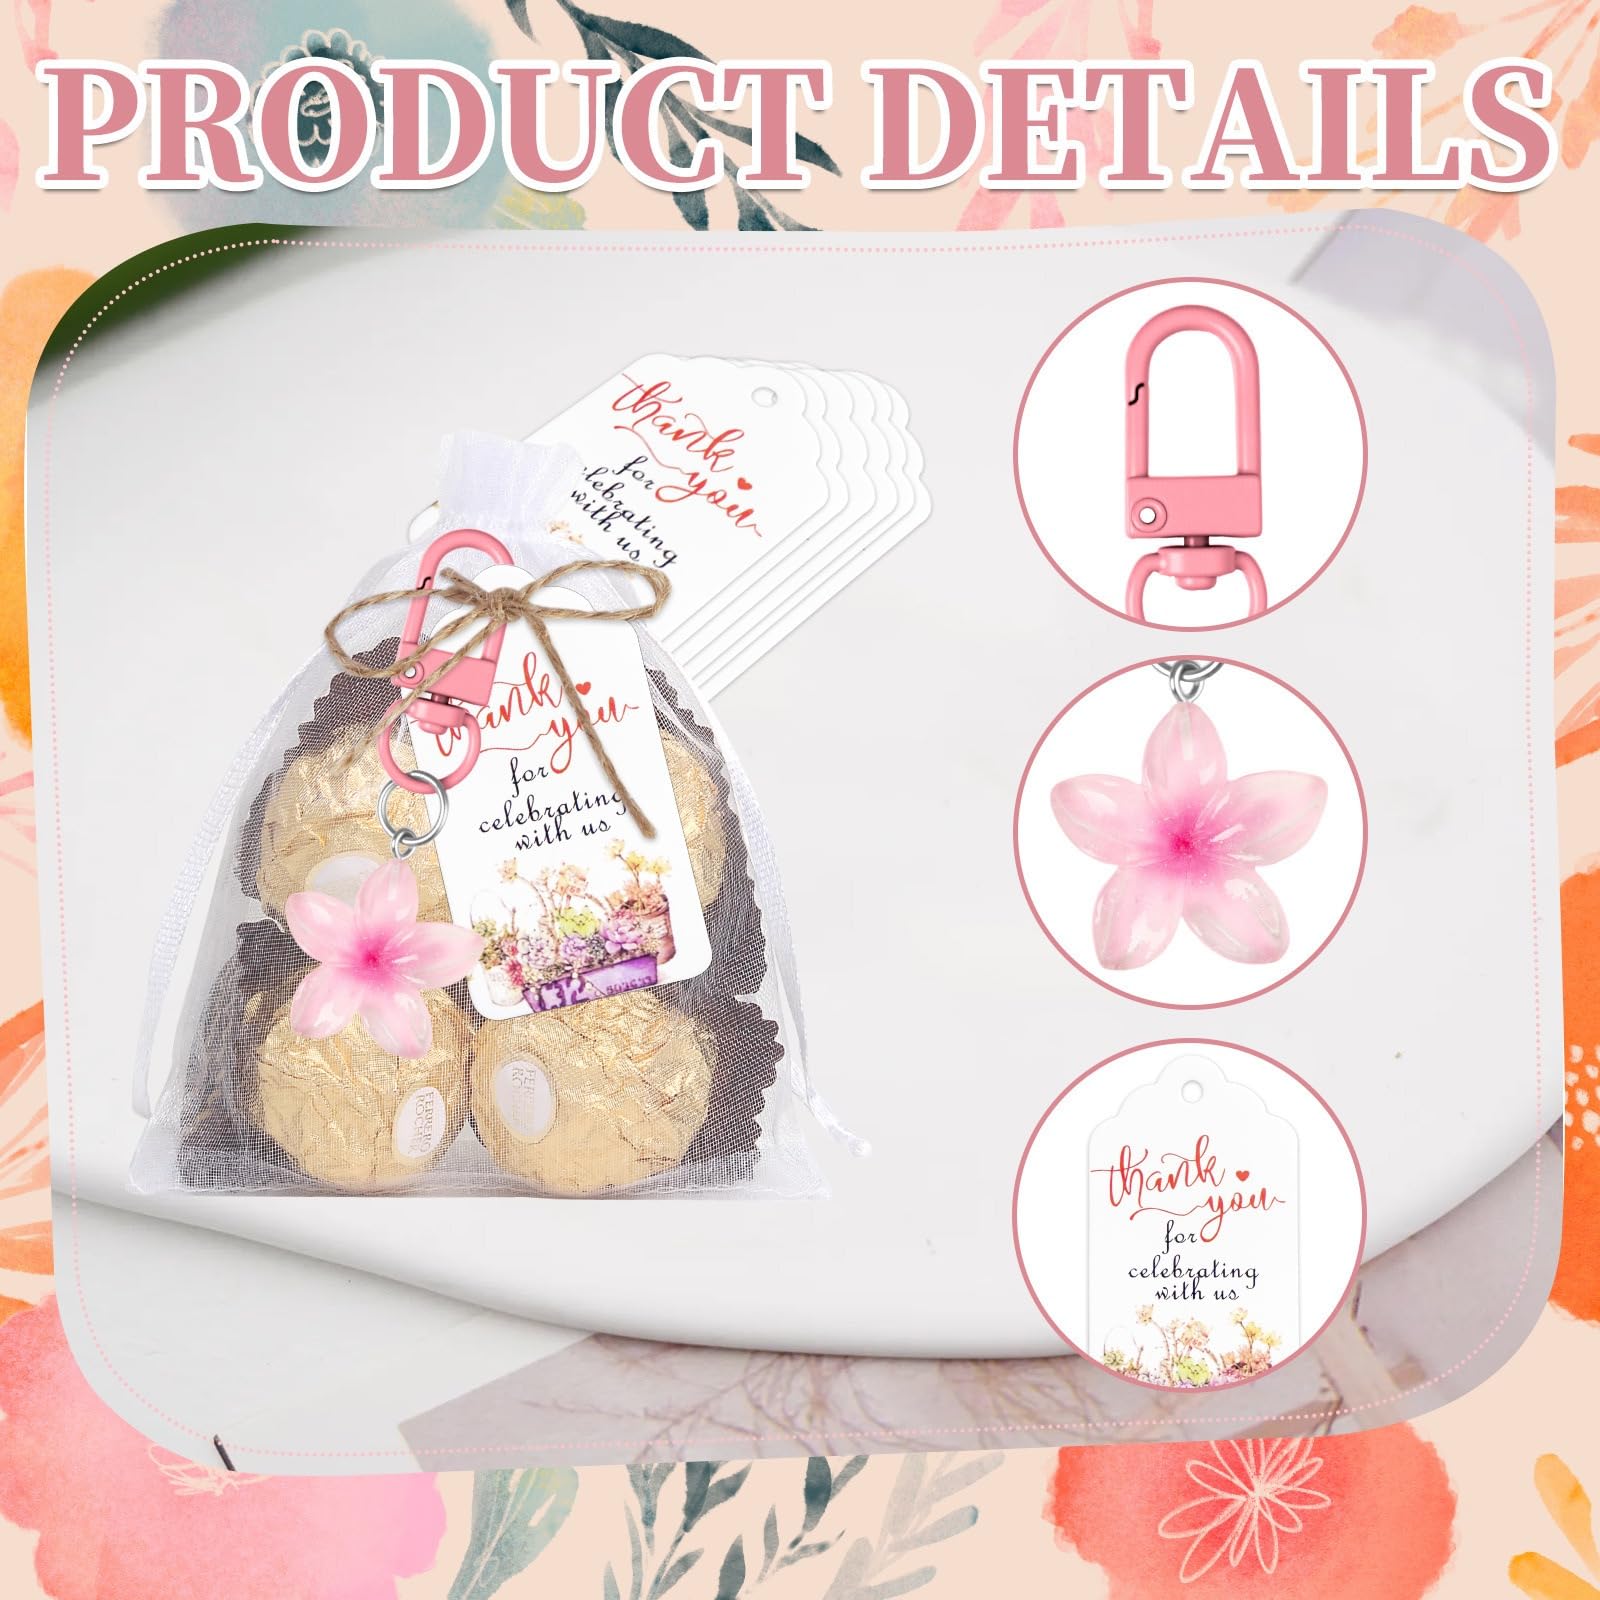 PRODUCT DETAILS
thank
you
for
celebrating
with us
thank
you
for
celebrating
with us
FERRERO
ROCHER
thank
you
for
celebrating
with us